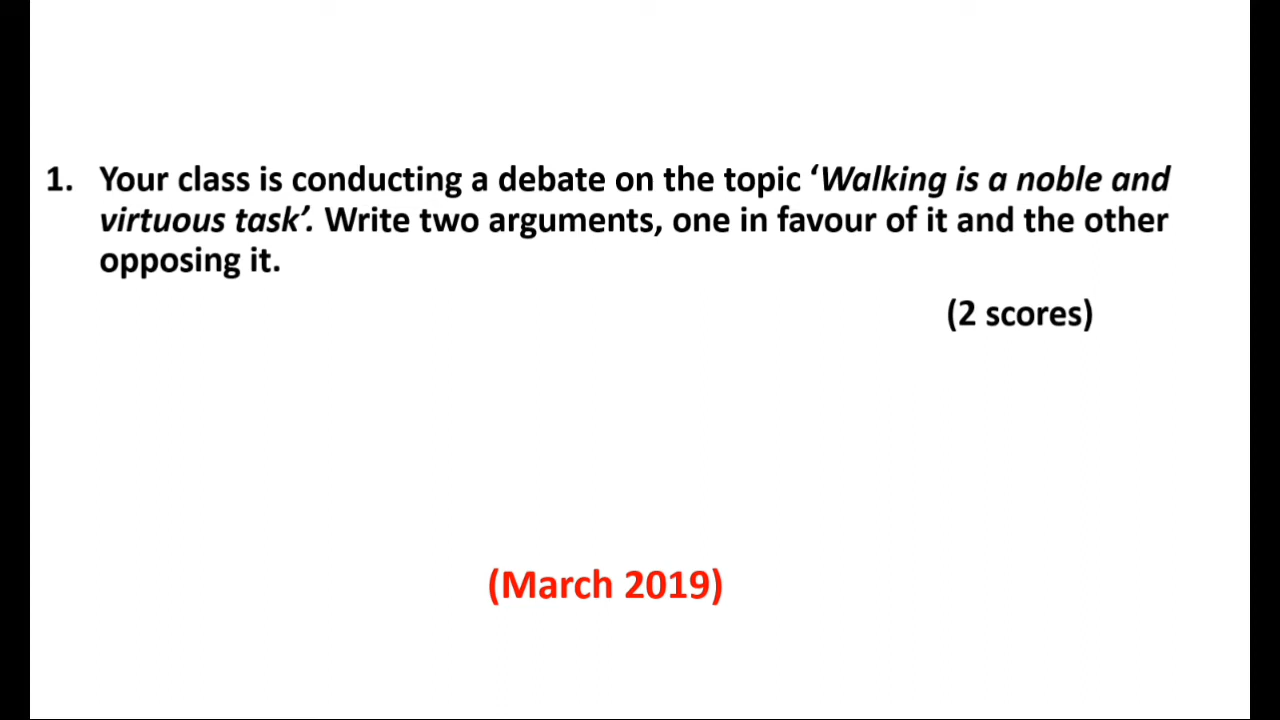 1. Your class is conducting a debate on the topic ‘Walking is a noble and
virtuous task’. Write two arguments, one in favour of it and the other
opposing it.
(2 scores)
(March 2019)